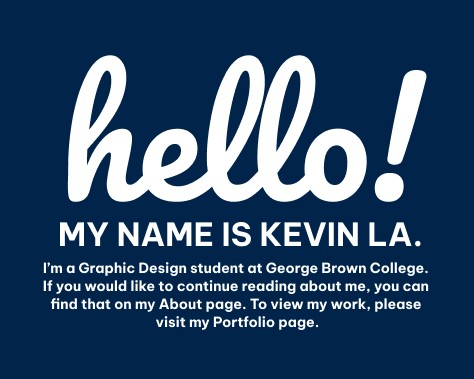 hello!
MY NAME IS KEVIN LA.
I'm a Graphic Design student at George Brown College.
If you would like to continue reading about me, you can
find that on my About page. To view my work, please
visit my Portfolio page.